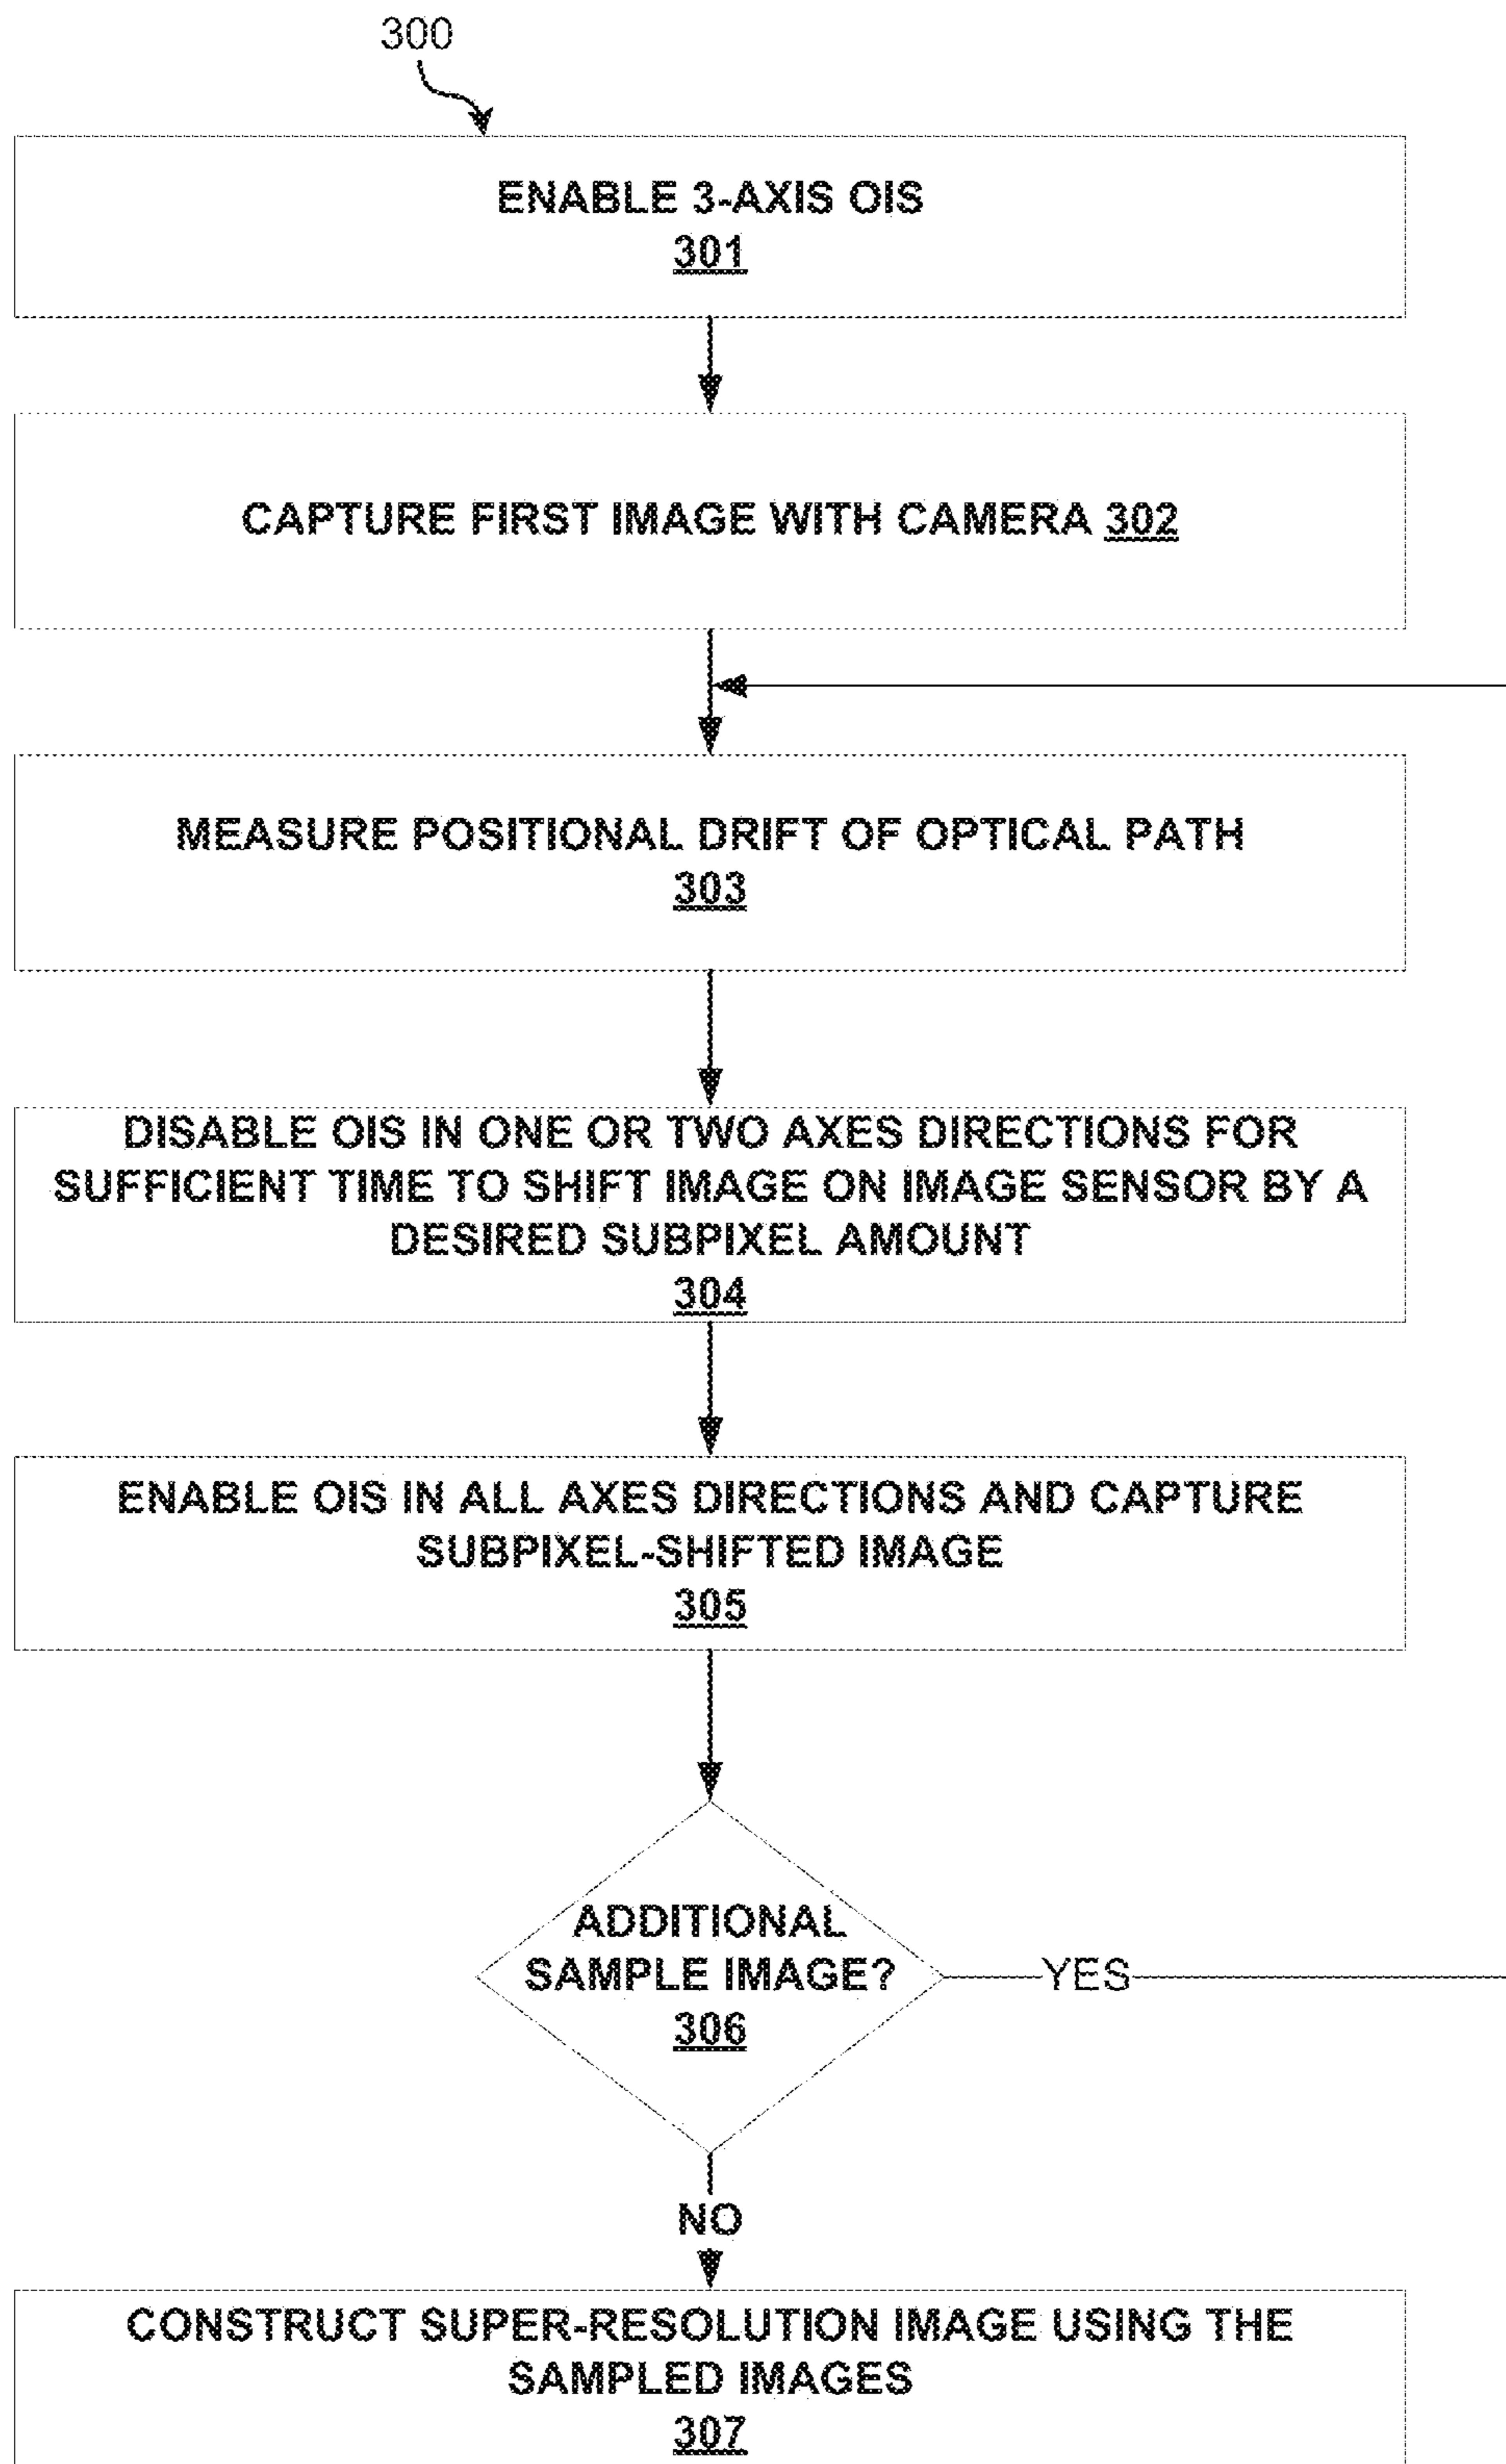 300
ENABLE 3-AXIS OIS
301
CAPTURE FIRST IMAGE WITH CAMERA 302
MEASURE POSITIONAL DRIFT OF OPTICAL PATH
303
DISABLE OIS IN ONE OR TWO AXES DIRECTIONS FOR
SUFFICIENT TIME TO SHIFT IMAGE ON IMAGE SENSOR BY A
DESIRED SUBPIXEL AMOUNT
304
ENABLE OIS IN ALL AXES DIRECTIONS AND CAPTURE
SUBPIXEL-SHIFTED IMAGE
305
ADDITIONAL
SAMPLE IMAGE?
306
YES
NO
CONSTRUCT SUPER-RESOLUTION IMAGE USING THE
SAMPLED IMAGES
307